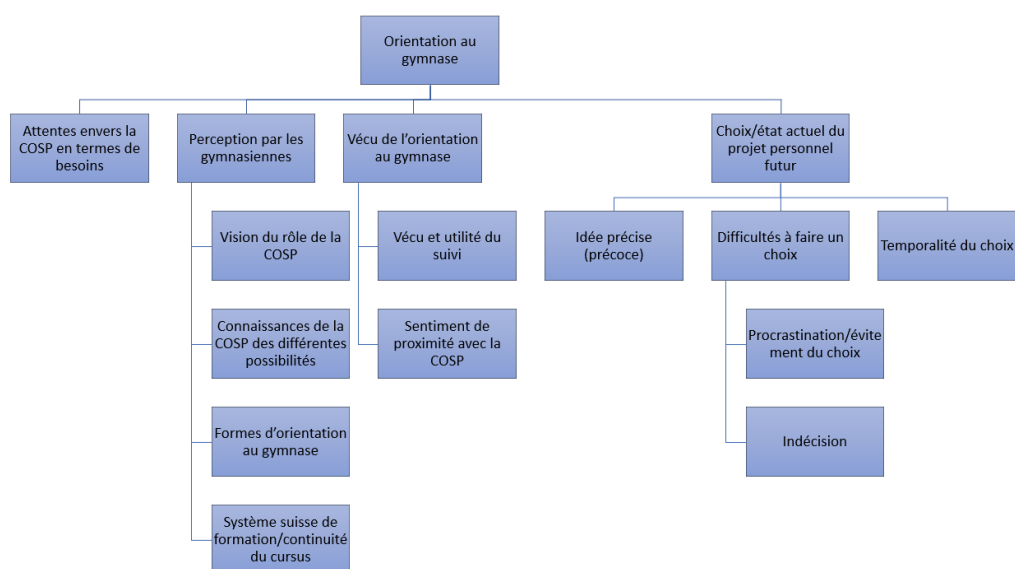 Orientation au
gymnase
Attentes envers la
COSP en termes de
besoins
Perception par les
gymnasiennes
Vécu de l'orientation
au gymnase
Choix/état actuel du
projet personnel
futur
Vision du rôle de la
COSP
Connaissances de la
COSP des différentes
possibilités
Formes d'orientation
au gymnase
Système suisse de
formation/continuité
du cursus
Vécu et utilité du
suivi
Sentiment de
proximité avec la
COSP
Idée précise
(précoce)
Difficultés à faire un
choix
Procrastination/évite
ment du choix
Indécision
Temporalité du choix